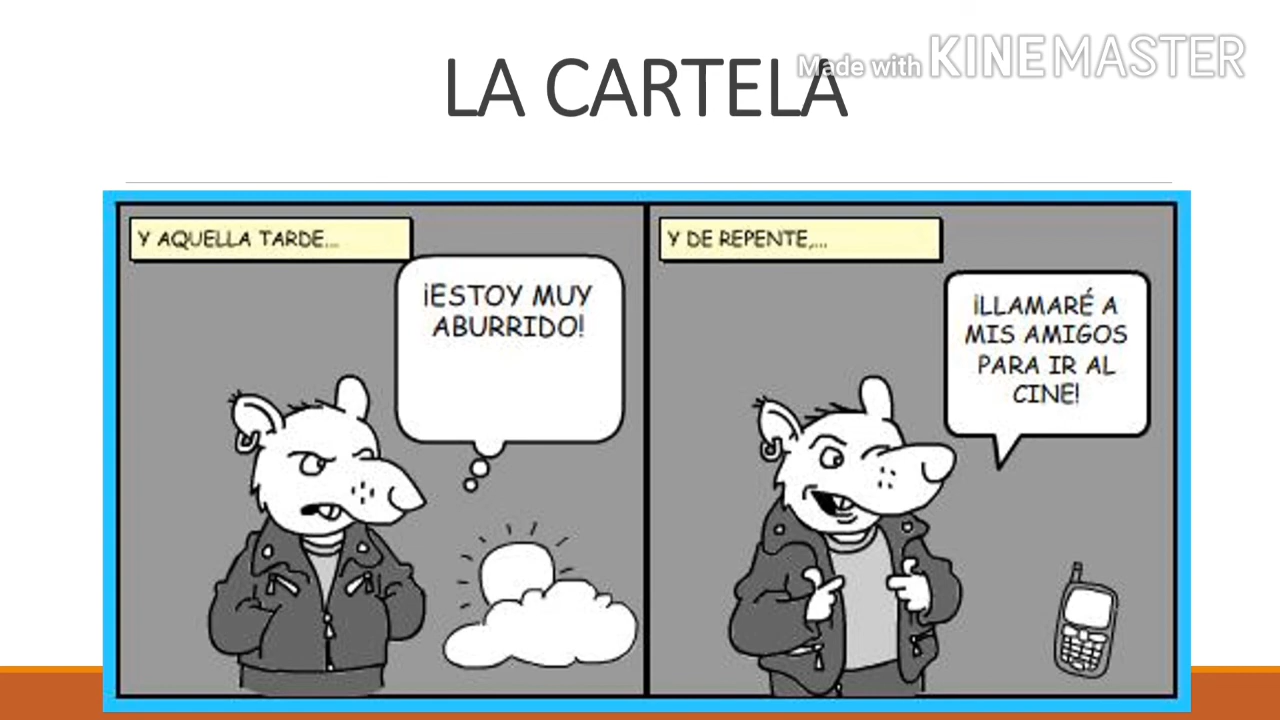 Made with KINEMASTER
LA CARTELA
Y AQUELLA TARDE...
¡ESTOY MUY
ABURRIDO!
Y DE REPENTE,...
¡LLAMARÉ A
MIS AMIGOS
PARA IR AL
CINE!